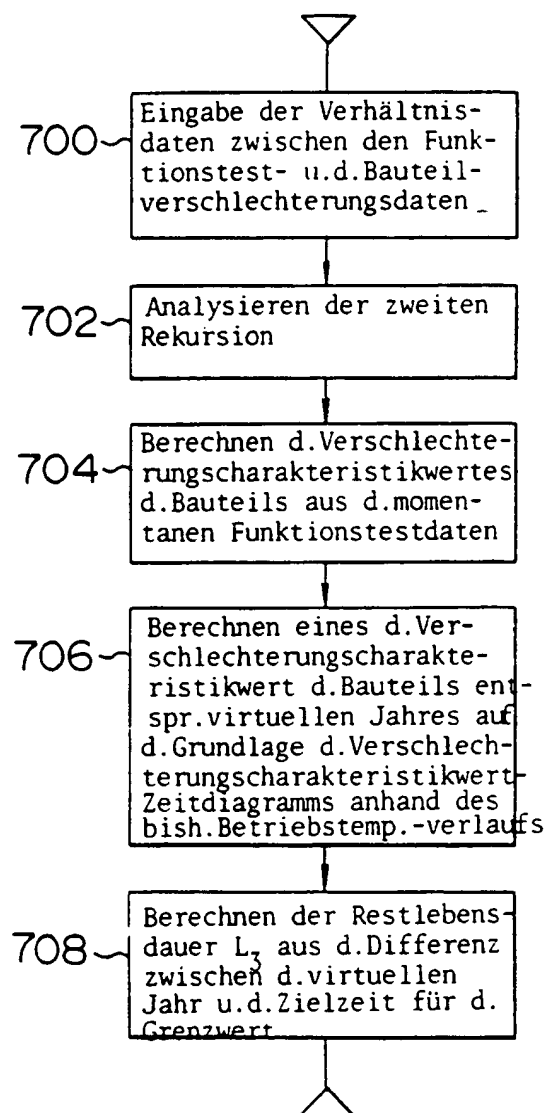 700
Eingabe der Verhältnis-
daten zwischen den Funk-
tionstest- u.d.Bauteil-
verschlechterungsdaten
702
Analysieren der zweiten
Rekursion
704
Berechnen d.Verschlechte-
rungscharakteristikwertes
d.Bauteils aus d.momen-
tanen Funktionstestdaten
706
Berechnen eines d.Ver-
schlechterungscharakte-
ristikwert d.Bauteils ent-
spr.virtuellen Jahres auf
d.Grundlage d.Verschlech-
terungscharakteristikwert-
Zeitdiagramms anhand des
bish.Betriebstemp.-verlaufs
708
Berechnen der Restlebens-
dauer L₃ aus d.Differenz
zwischen d.virtuellen
Jahr u.d.Zielzeit für d.
Grenzwert